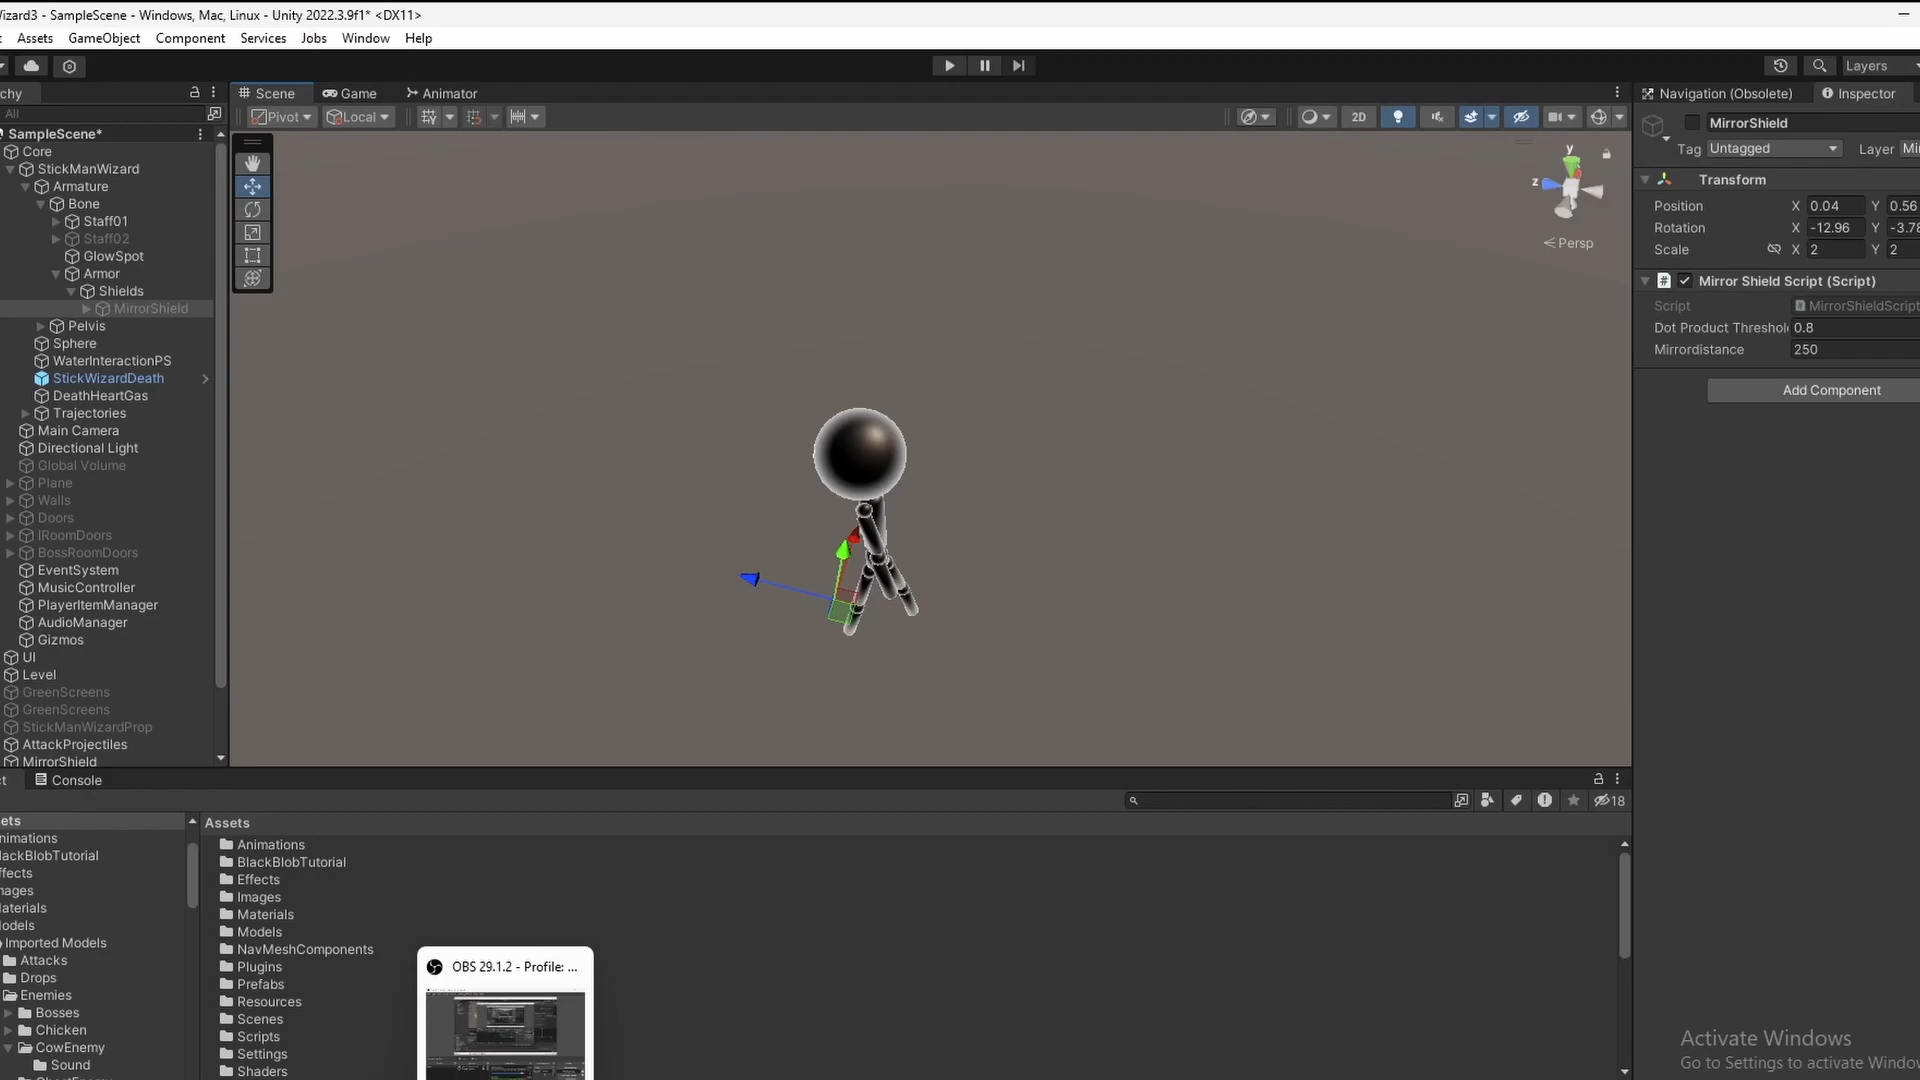 izard3 - SampleScene - Windows, Mac, Linux - Unity 2022.3.9f1* <DX11>
t Assets GameObject Component Services Jobs Window Help
Layers
chy
Scene Game Animator
Navigation (Obsolete) Inspector
All
Pivot Local
2D
MirrorShield
SampleScene*
Tag Untagged Layer Mi
Core
StickManWizard
Armature
Bone
Staff01
Staff02
GlowSpot
Armor
Shields
MirrorShield
Pelvis
Sphere
WaterInteractionPS
StickWizardDeath
DeathHeartGas
Trajectories
Main Camera
Directional Light
Global Volume
Plane
Walls
Doors
IRoomDoors
BossRoomDoors
EventSystem
MusicController
PlayerItemManager
AudioManager
Gizmos
UI
Level
GreenScreens
GreenScreens
StickManWizardProp
AttackProjectiles
MirrorShield
y
z
Persp
Transform
Position X 0.04 Y 0.56
Rotation X -12.96 Y -3.78
Scale X 2 Y 2
# Mirror Shield Script (Script)
Script MirrorShieldScript
Dot Product Threshol 0.8
Mirrordistance 250
Add Component
ct Console
18
ets
nimations
lackBlobTutorial
ffects
mages
aterials
odels
Imported Models
Attacks
Drops
Enemies
Bosses
Chicken
CowEnemy
Sound
Assets
Animations
BlackBlobTutorial
Effects
Images
Materials
Models
NavMeshComponents
Plugins
Prefabs
Resources
Scenes
Scripts
Settings
Shaders
OBS 29.1.2 - Profile: ...
Activate Windows
Go to Settings to activate Windo